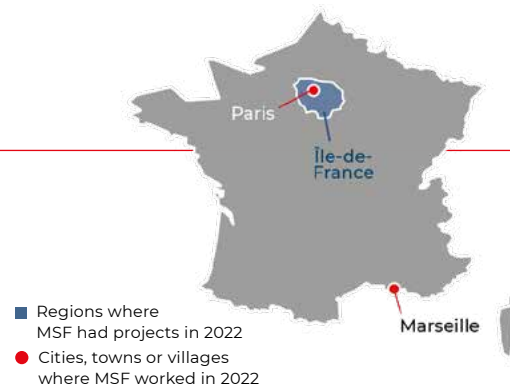 Paris
Île-de-
France
Marseille
Regions where
MSF had projects in 2022
Cities, towns or villages
where MSF worked in 2022